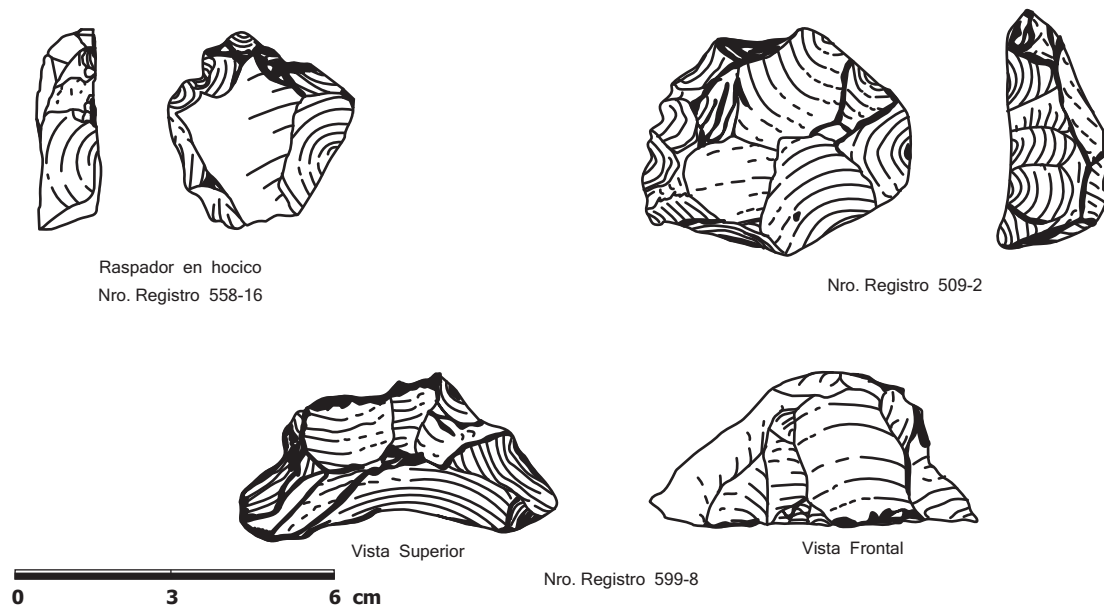 Raspador en hocico
Nro. Registro 558-16
Nro. Registro 509-2
Vista Superior
Vista Frontal
Nro. Registro 599-8
0 3 6 cm